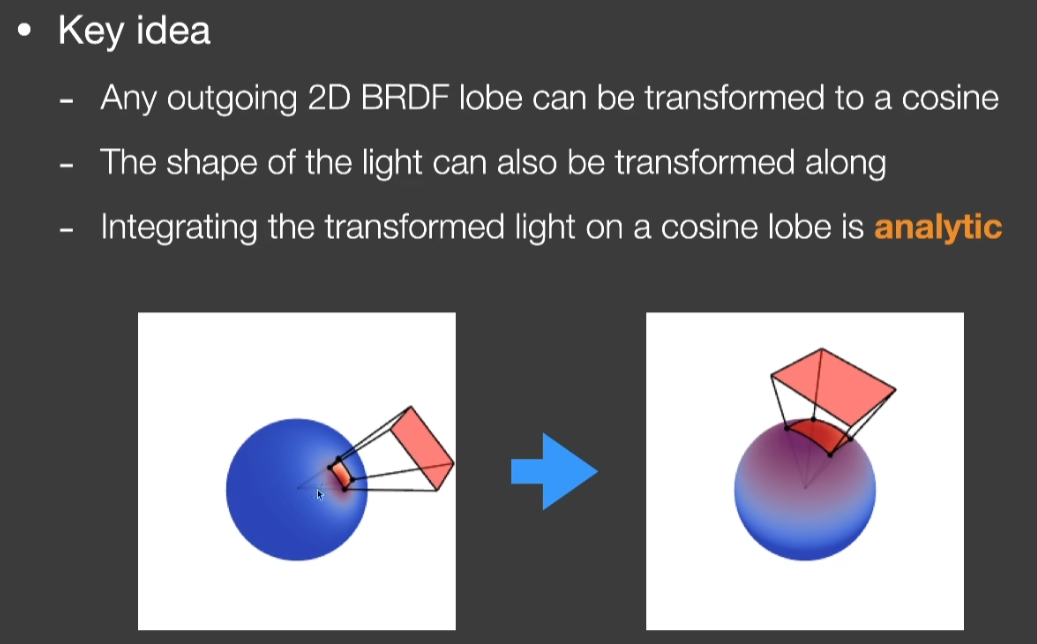 • Key idea
- Any outgoing 2D BRDF lobe can be transformed to a cosine
- The shape of the light can also be transformed along
- Integrating the transformed light on a cosine lobe is analytic